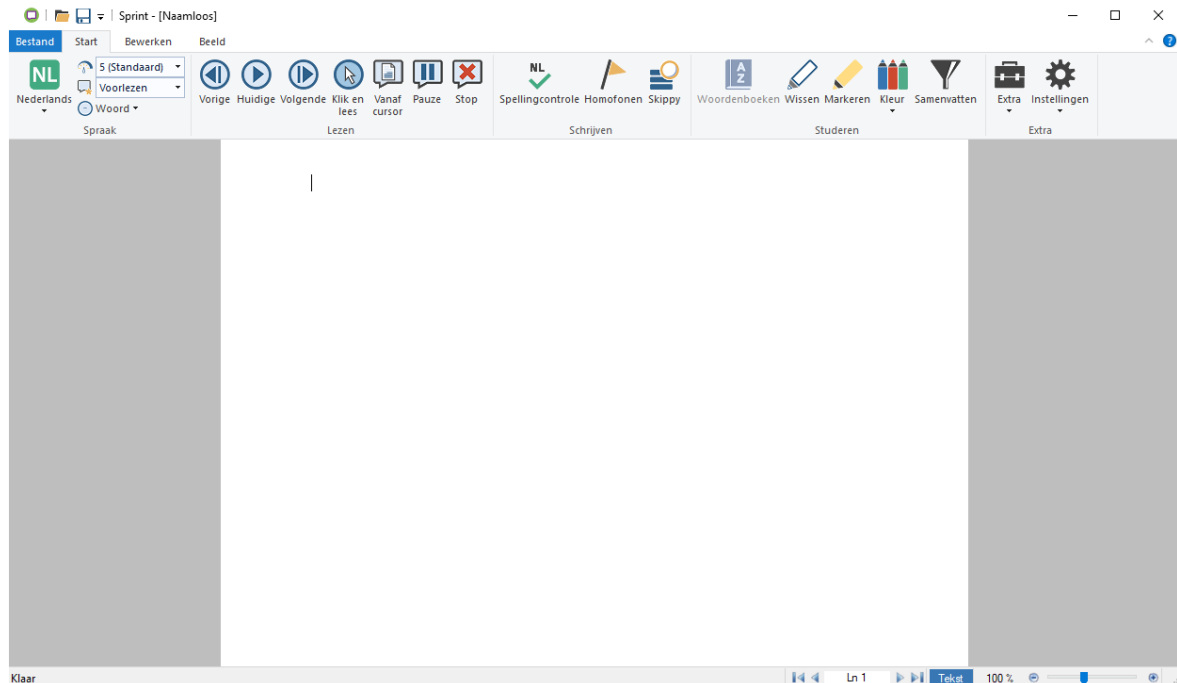 Sprint - [Naamloos]
Bestand Start Bewerken Beeld ?
NL 5 (Standaard) NL A Z
Voorlezen
Nederlands Woord Vorige Huidige Volgende Klik en lees Vanaf cursor Pauze Stop Spellingcontrole Homofonen Skippy Woordenboeken Wissen Markeren Kleur Samenvatten Extra Instellingen
Spraak Lezen Schrijven Studeren Extra
Klaar Ln 1 Tekst 100 %